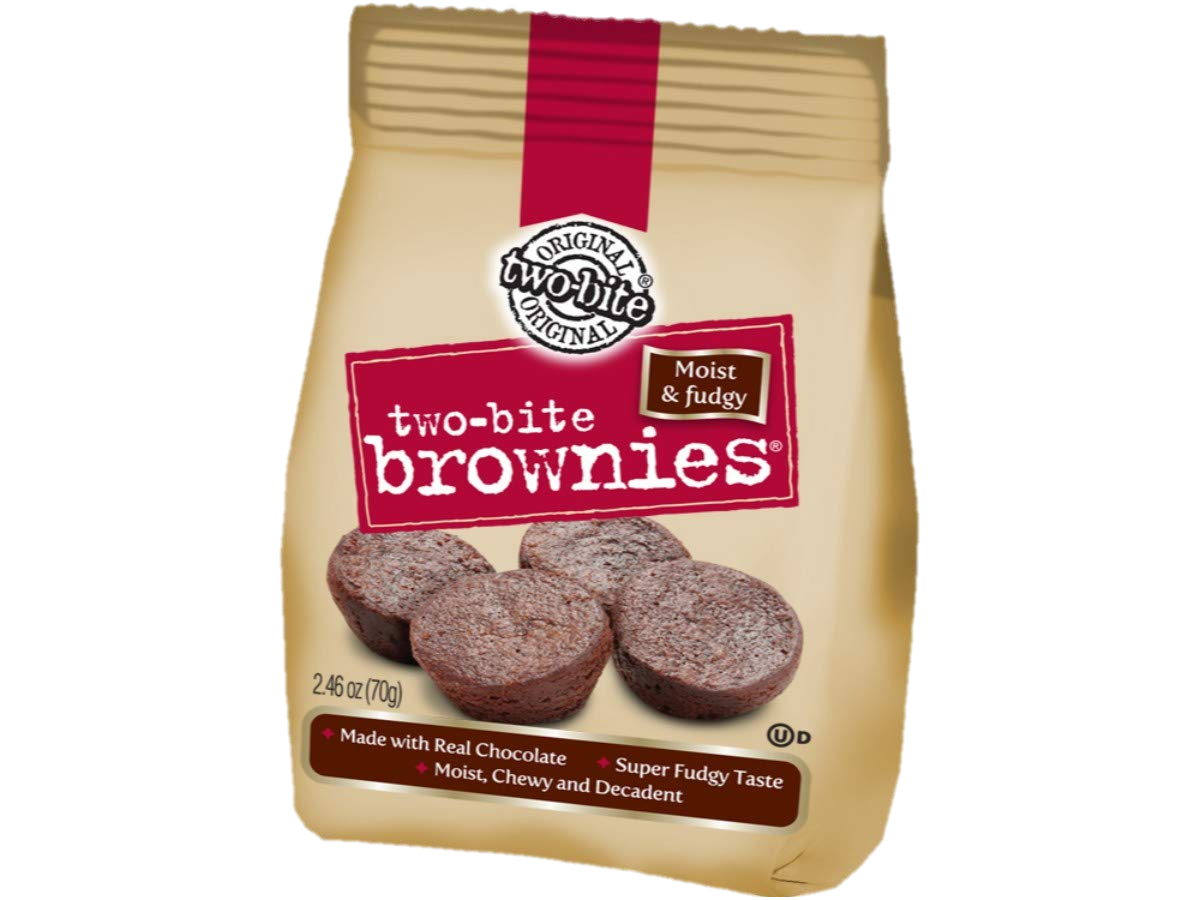 ORIGINAL
two-bite®
ORIGINAL
Moist
& fudgy
two-bite
brownies®
2.46 oz (70g)
Ⓤ D
✦ Made with Real Chocolate ✦ Super Fudgy Taste
✦ Moist, Chewy and Decadent